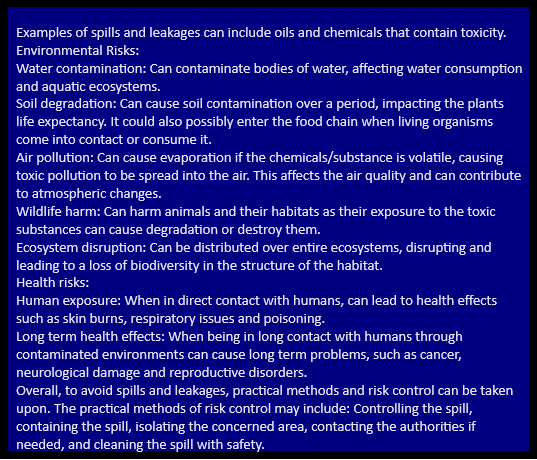 Examples of spills and leakages can include oils and chemicals that contain toxicity.
Environmental Risks:
Water contamination: Can contaminate bodies of water, affecting water consumption
and aquatic ecosystems.
Soil degradation: Can cause soil contamination over a period, impacting the plants
life expectancy. It could also possibly enter the food chain when living organisms
come into contact or consume it.
Air pollution: Can cause evaporation if the chemicals/substance is volatile, causing
toxic pollution to be spread into the air. This affects the air quality and can contribute
to atmospheric changes.
Wildlife harm: Can harm animals and their habitats as their exposure to the toxic
substances can cause degradation or destroy them.
Ecosystem disruption: Can be distributed over entire ecosystems, disrupting and
leading to a loss of biodiversity in the structure of the habitat.
Health risks:
Human exposure: When in direct contact with humans, can lead to health effects
such as skin burns, respiratory issues and poisoning.
Long term health effects: When being in long contact with humans through
contaminated environments can cause long term problems, such as cancer,
neurological damage and reproductive disorders.
Overall, to avoid spills and leakages, practical methods and risk control can be taken
upon. The practical methods of risk control may include: Controlling the spill,
containing the spill, isolating the concerned area, contacting the authorities if
needed, and cleaning the spill with safety.